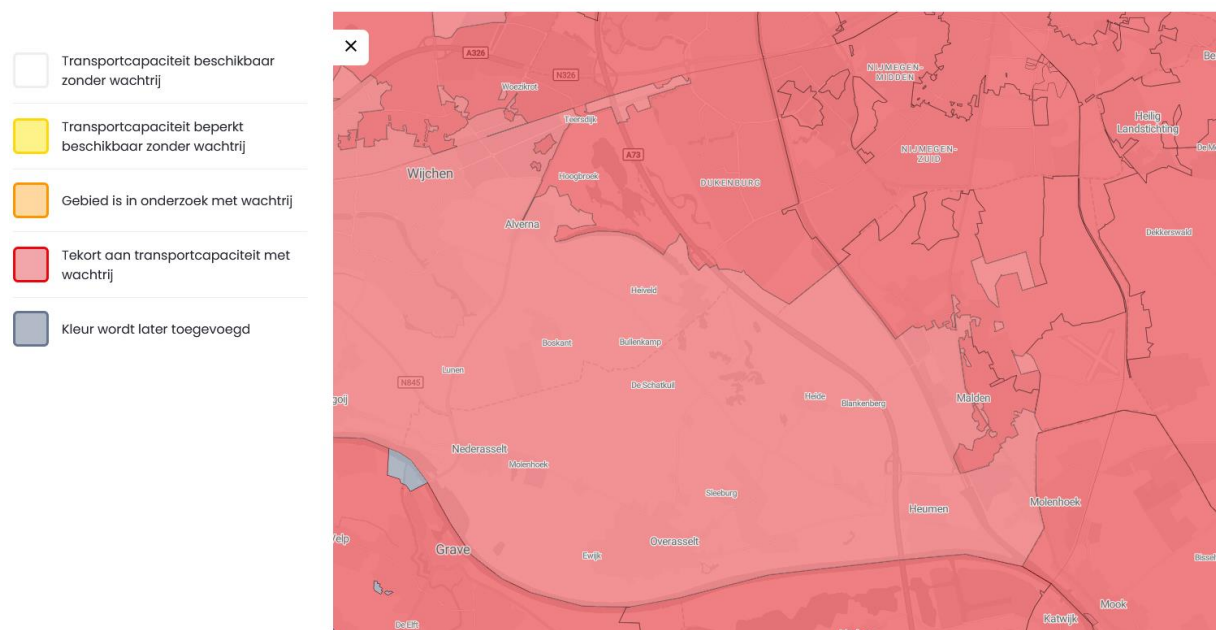 Transportcapaciteit beschikbaar
zonder wachtrij
Transportcapaciteit beperkt
beschikbaar zonder wachtrij
Gebied is in onderzoek met wachtrij
Tekort aan transportcapaciteit met
wachtrij
Kleur wordt later toegevoegd
A326
NIJMEGEN-
MIDDEN
N326
Woezikrot
Teersdijk
Heilig
Landstichting
A73
NIJMEGEN-
ZUID
Wijchen
Hoogbroek
DUKENBURG
Alverna
Dekkerswald
Heiveld
Boskant
Bullenkamp
Lunen
N845
De Schatkuil
Heide
Blankenberg
Malden
Nederasselt
Molenhoek
Sleeburg
Molenhoek
Heumen
Overasselt
Grave
Ewijk
Mook
Katwijk
De Elft